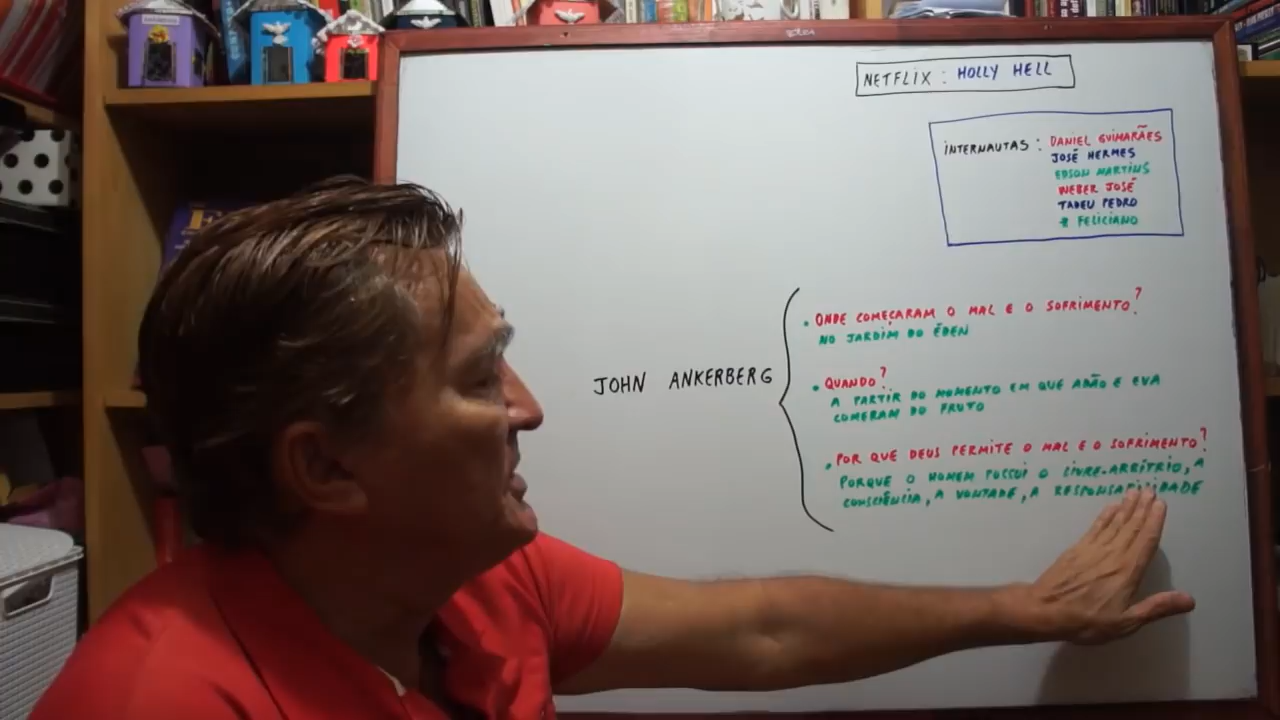 NETFLIX : HOLLY HELL
INTERNAUTAS : DANIEL GUIMARÃES
JOSÉ HERMES
EDSON MARTINS
WEBER JOSÉ
TADEU PEDRO
# FELICIANO
JOHN ANKERBERG
• ONDE COMEÇARAM O MAL E O SOFRIMENTO?
NO JARDIM DO ÉDEN
• QUANDO?
A PARTIR DO MOMENTO EM QUE ADÃO E EVA
COMERAM DO FRUTO
• POR QUE DEUS PERMITE O MAL E O SOFRIMENTO?
PORQUE O HOMEM POSSUI O LIVRE-ARBÍTRIO, A
CONSCIÊNCIA, A VONTADE, A RESPONSABILIDADE